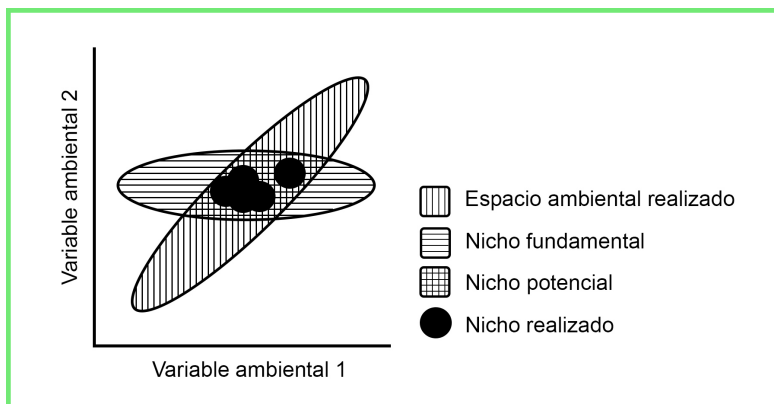 Variable ambiental 2
Espacio ambiental realizado
Nicho fundamental
Nicho potencial
Nicho realizado
Variable ambiental 1